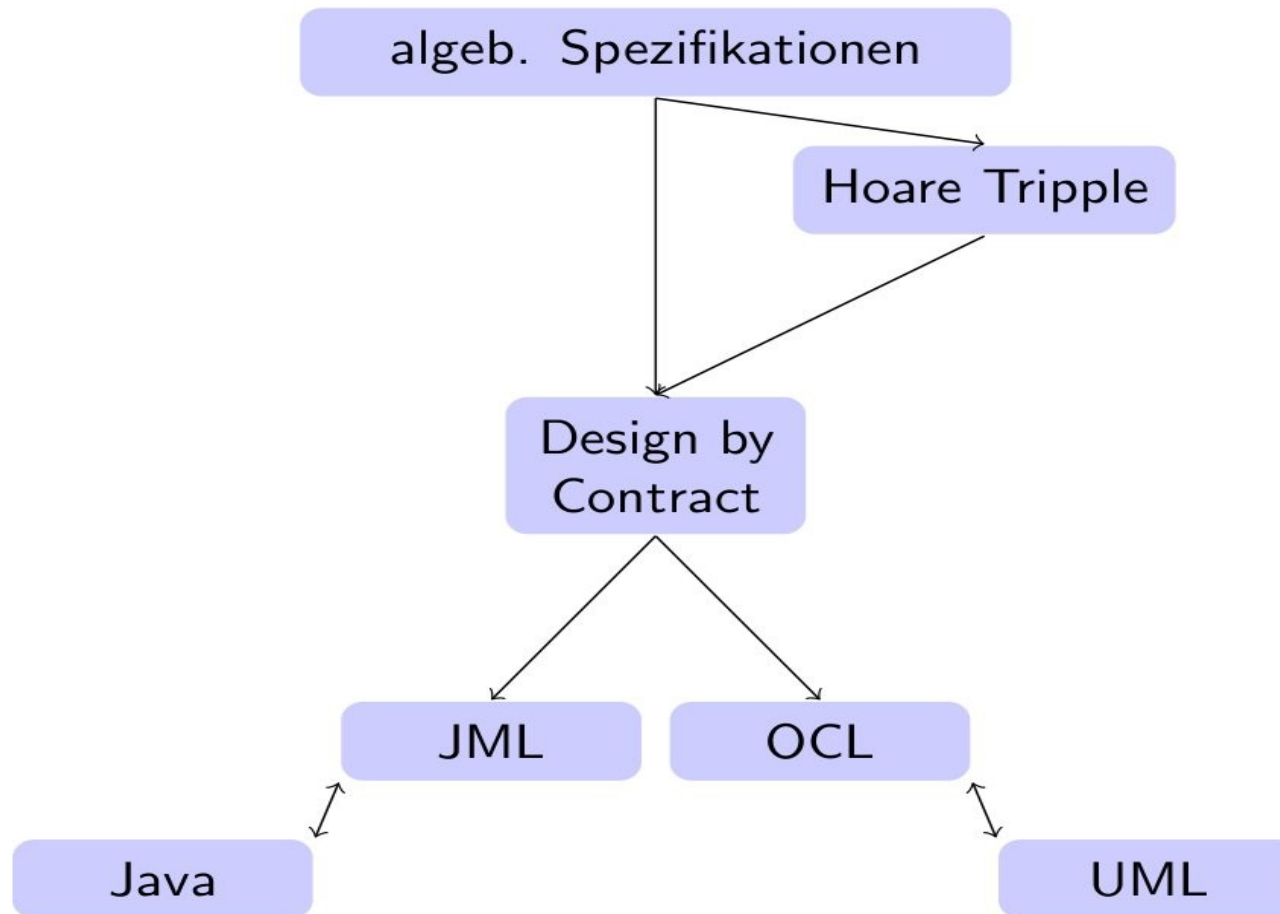 algeb. Spezifikationen
Hoare Tripple
Design by
Contract
JML
OCL
Java
UML